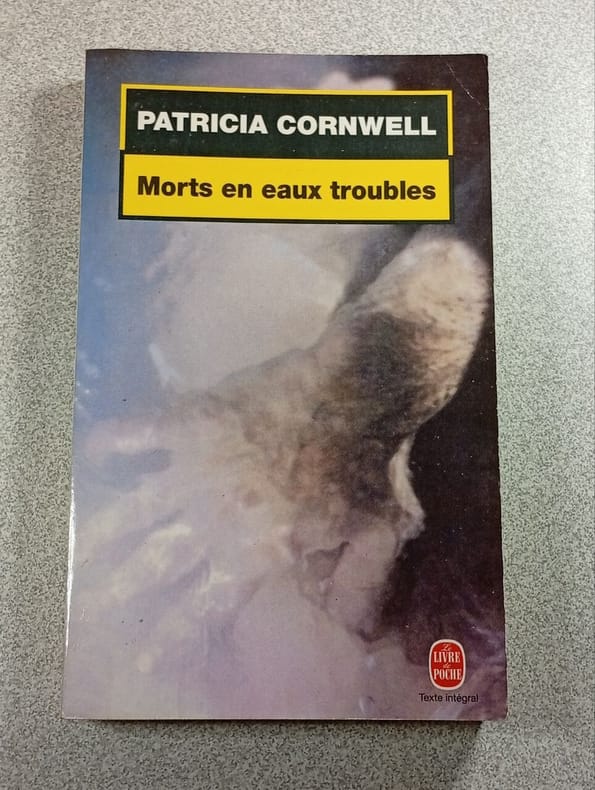 PATRICIA CORNWELL
Morts en eaux troubles
Le
LIVRE
de
POCHE
Texte intégral